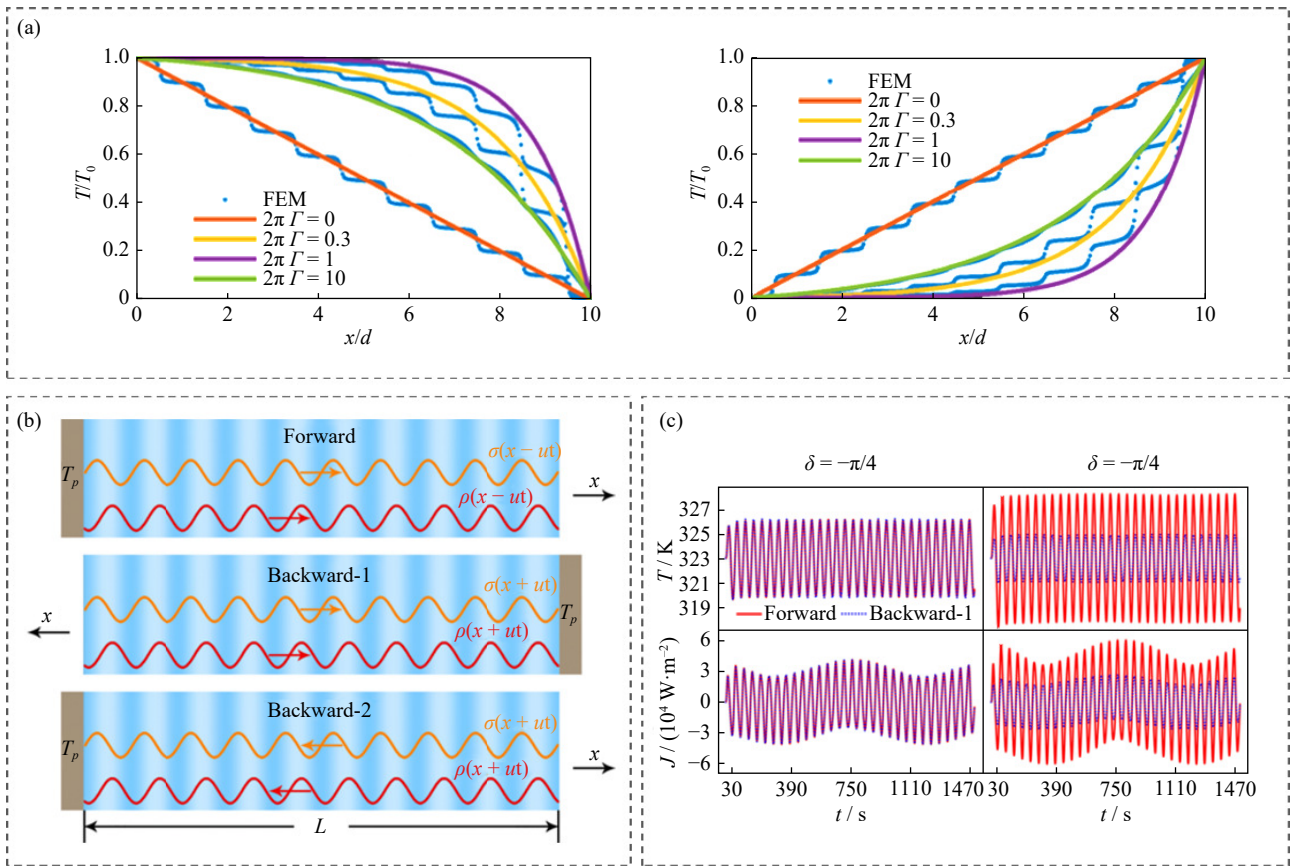 (a)
T/T₀
1.0
0.8
0.6
0.4
0.2
0
FEM
2π Γ = 0
2π Γ = 0.3
2π Γ = 1
2π Γ = 10
0 2 4 6 8 10
x/d
T/T₀
1.0
0.8
0.6
0.4
0.2
0
FEM
2π Γ = 0
2π Γ = 0.3
2π Γ = 1
2π Γ = 10
0 2 4 6 8 10
x/d
(b)
Forward
σ(x − ut)
Tₚ
ρ(x − ut)
x
Backward-1
σ(x + ut)
Tₚ
x
ρ(x + ut)
Backward-2
σ(x + ut)
Tₚ
x
ρ(x + ut)
L
(c)
δ = −π/4 δ = −π/4
T / K
327
325
323
321
319
Forward Backward-1
J / (10⁴ W·m⁻²)
6
3
0
−3
−6
30 390 750 1110 1470 30 390 750 1110 1470
t / s t / s